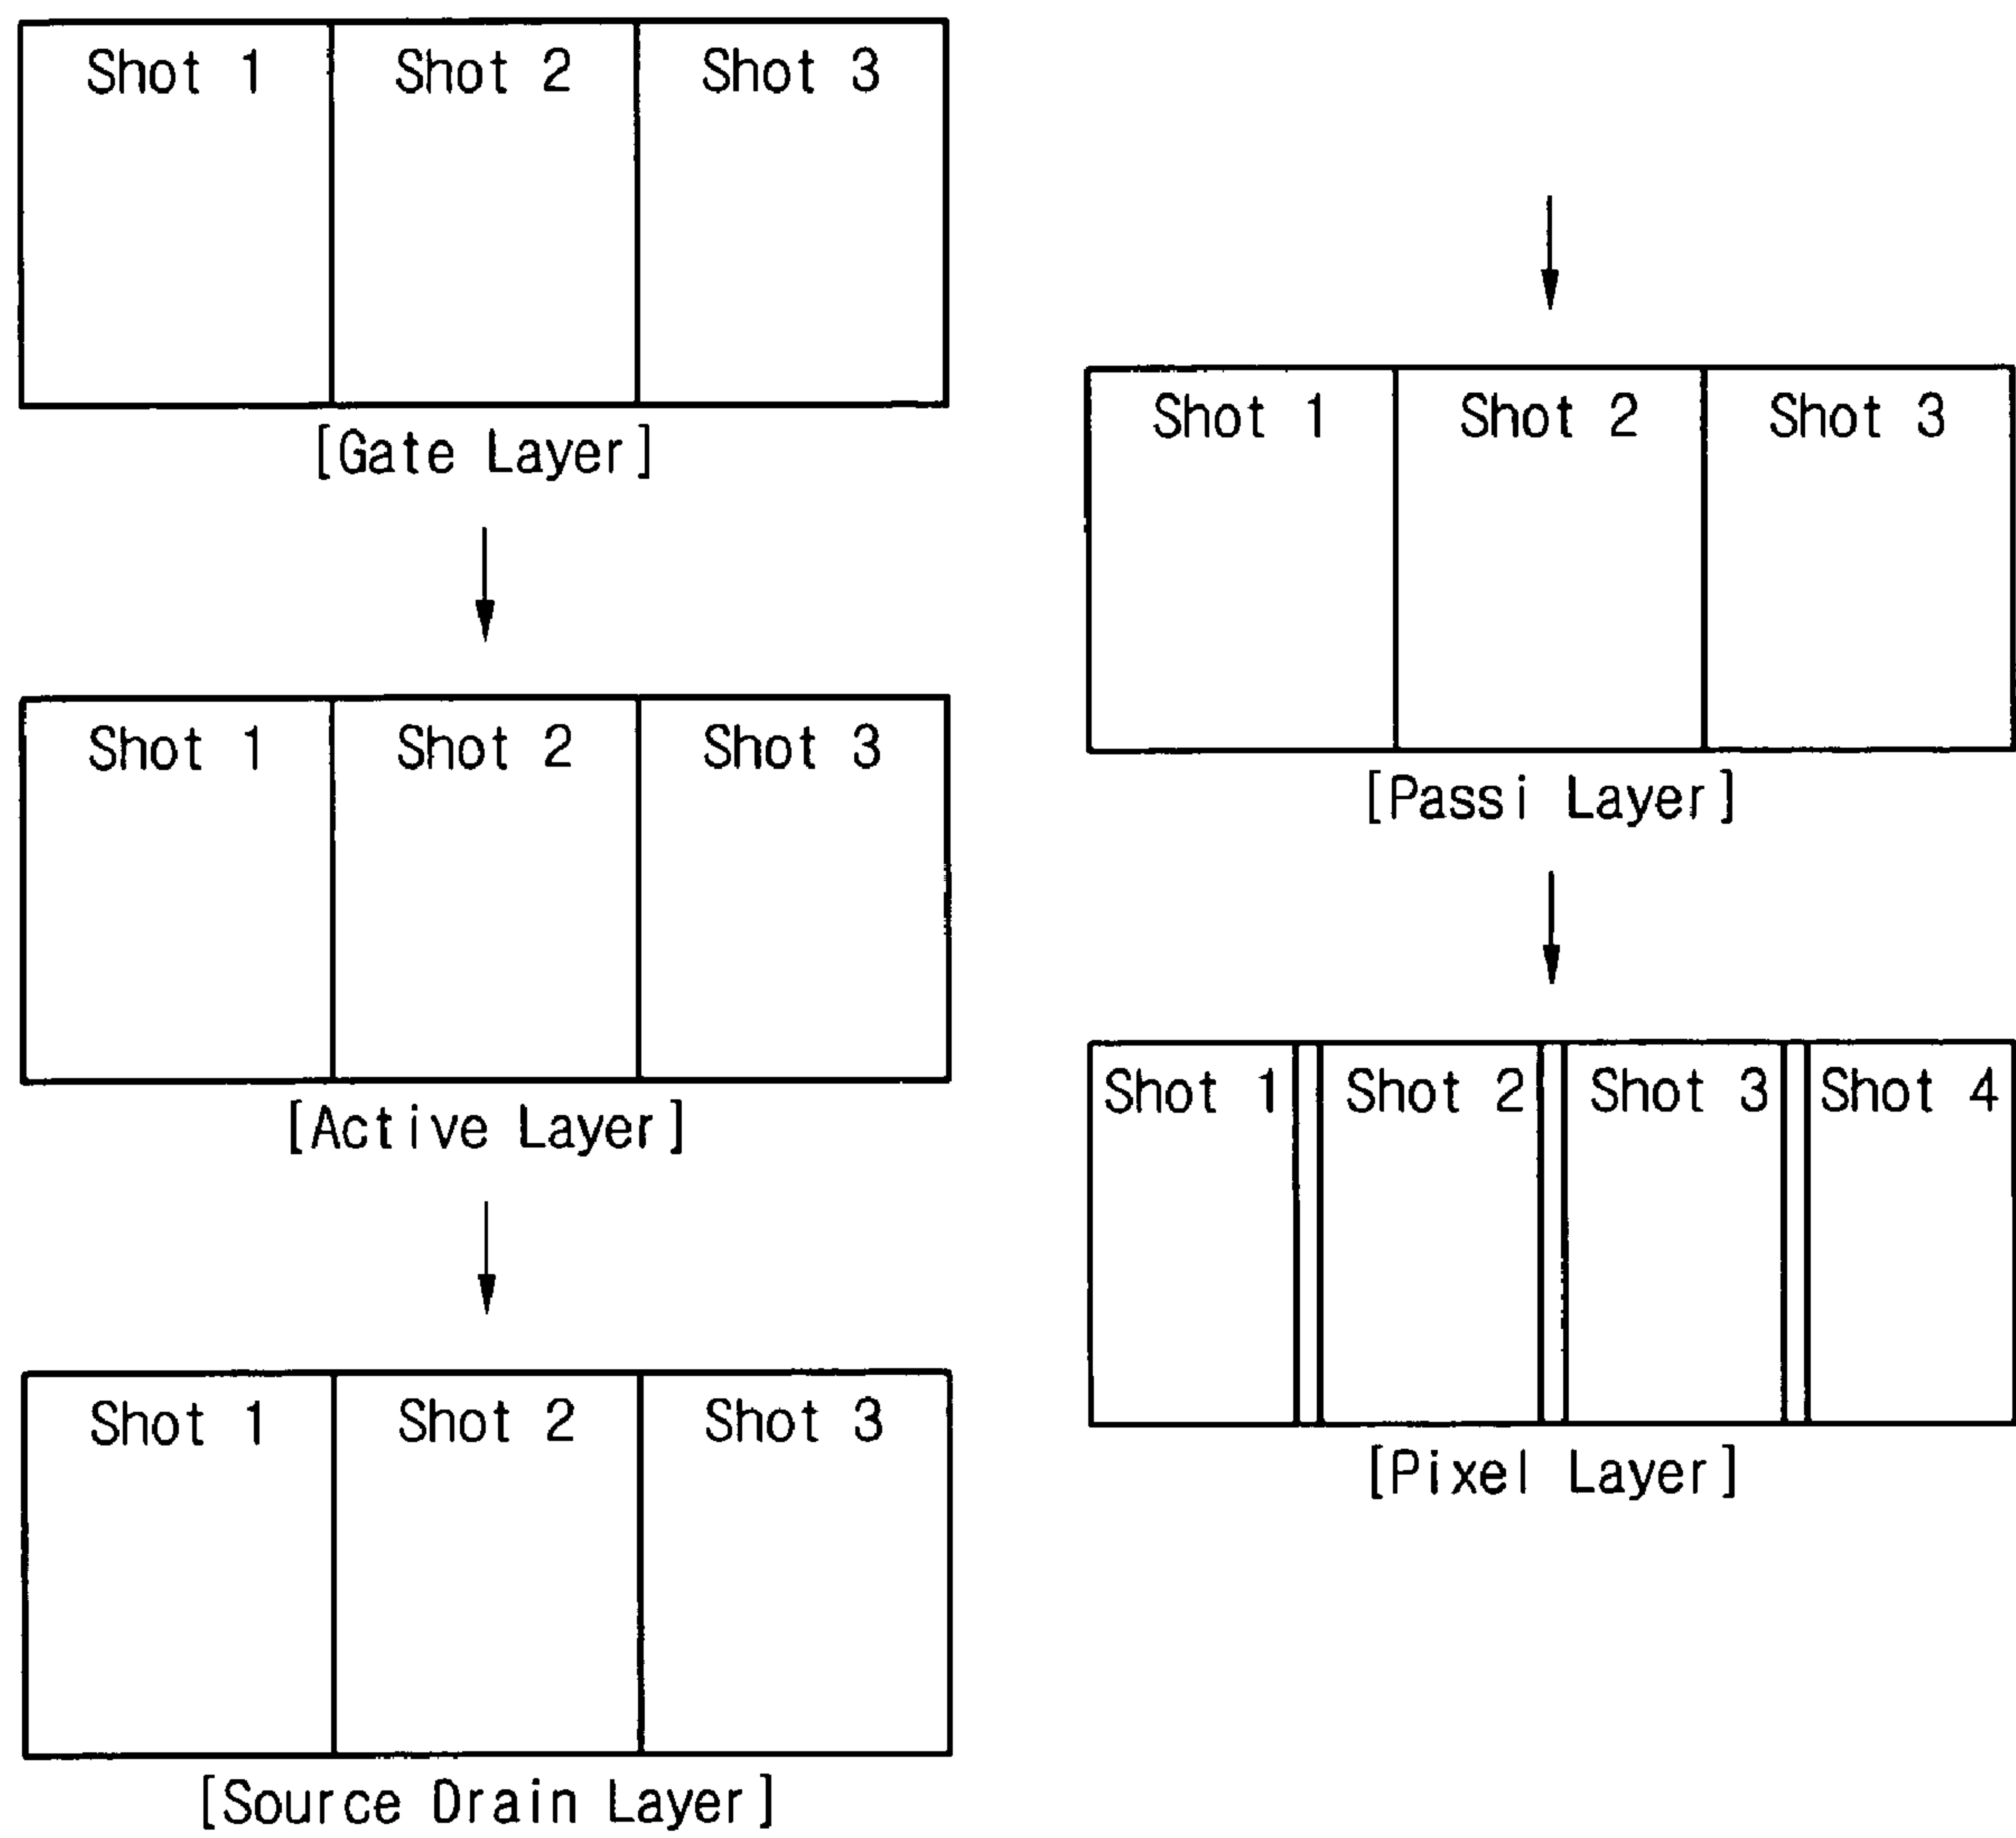 Shot 1 Shot 2 Shot 3
[Gate Layer]
Shot 1 Shot 2 Shot 3
[Active Layer]
Shot 1 Shot 2 Shot 3
[Source Drain Layer]
Shot 1 Shot 2 Shot 3
[Passi Layer]
Shot 1 Shot 2 Shot 3 Shot 4
[Pixel Layer]